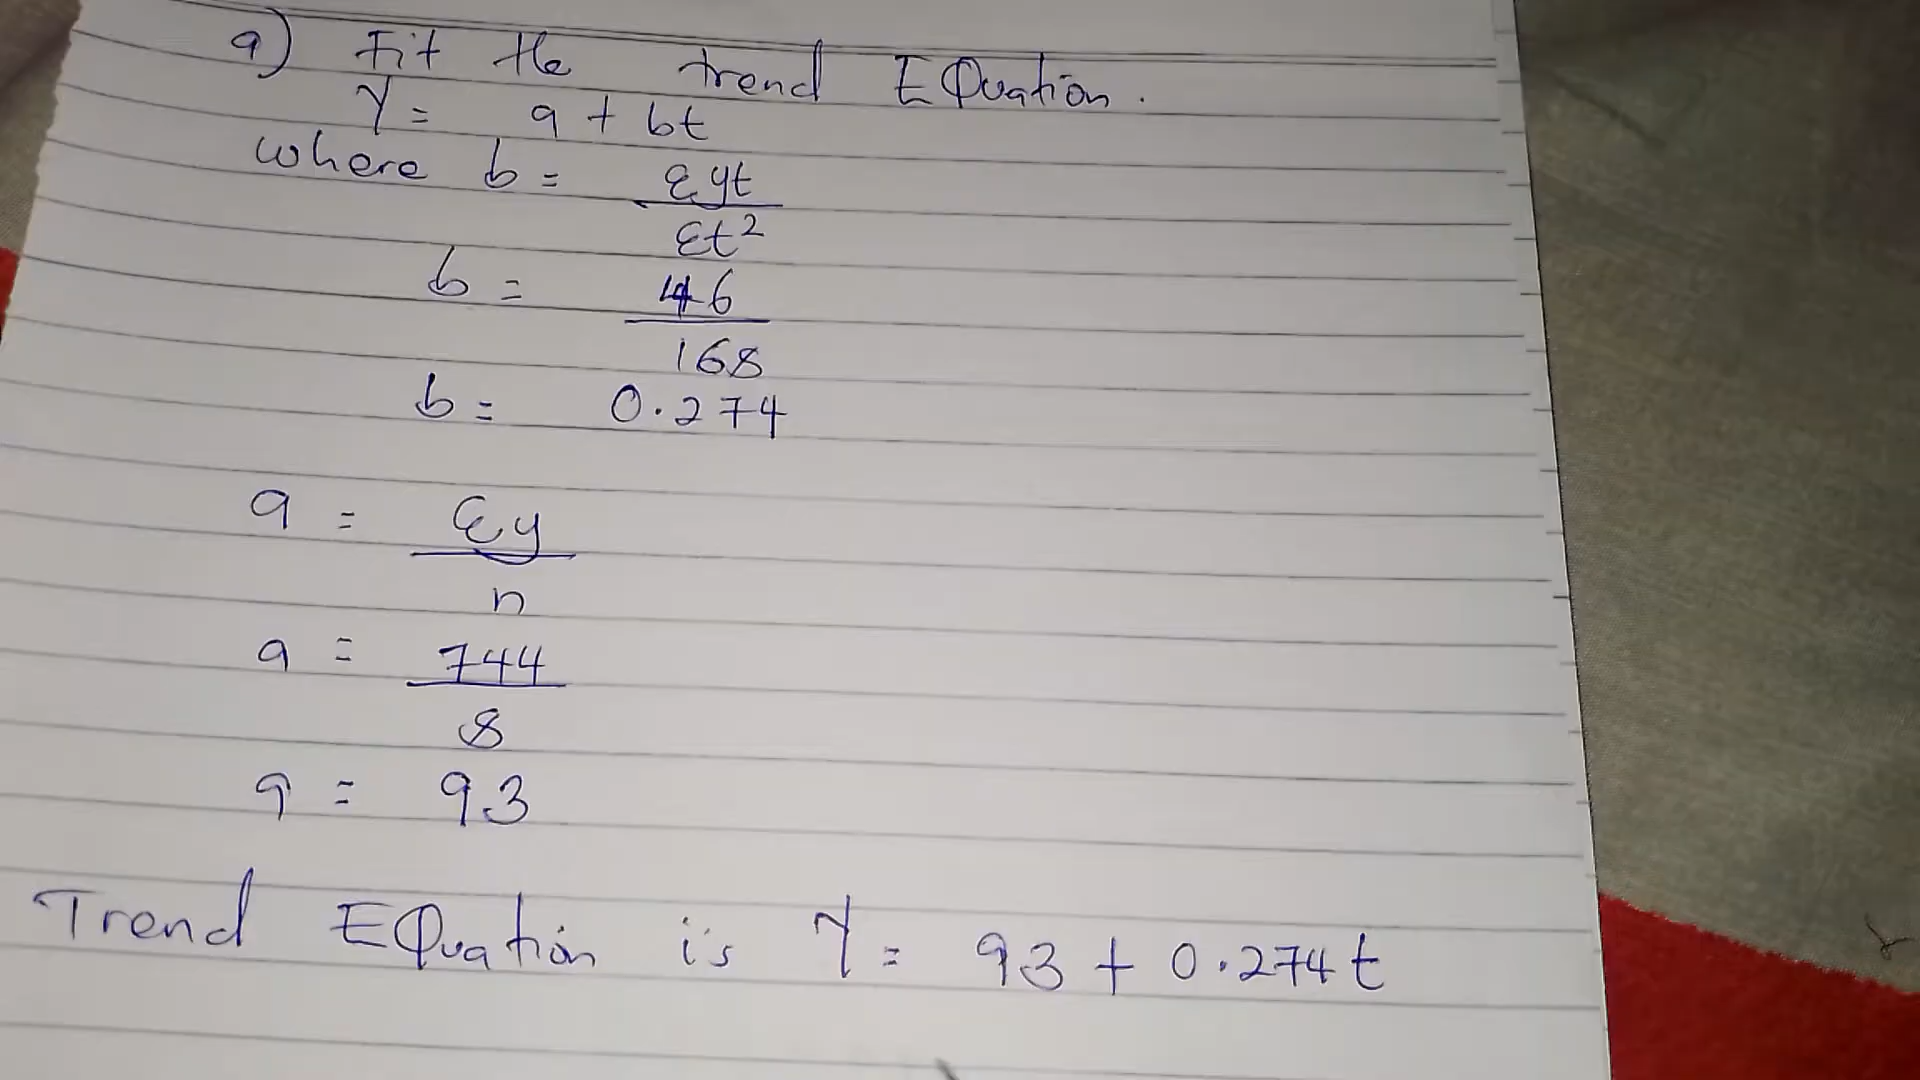 a) Fit the trend EQuation.
Y = a + bt
where b = Σyt
Σt²
b = 46
168
b = 0.274
a = Σy
n
a = 744
8
a = 93
Trend EQuation is Y = 93 + 0.274t